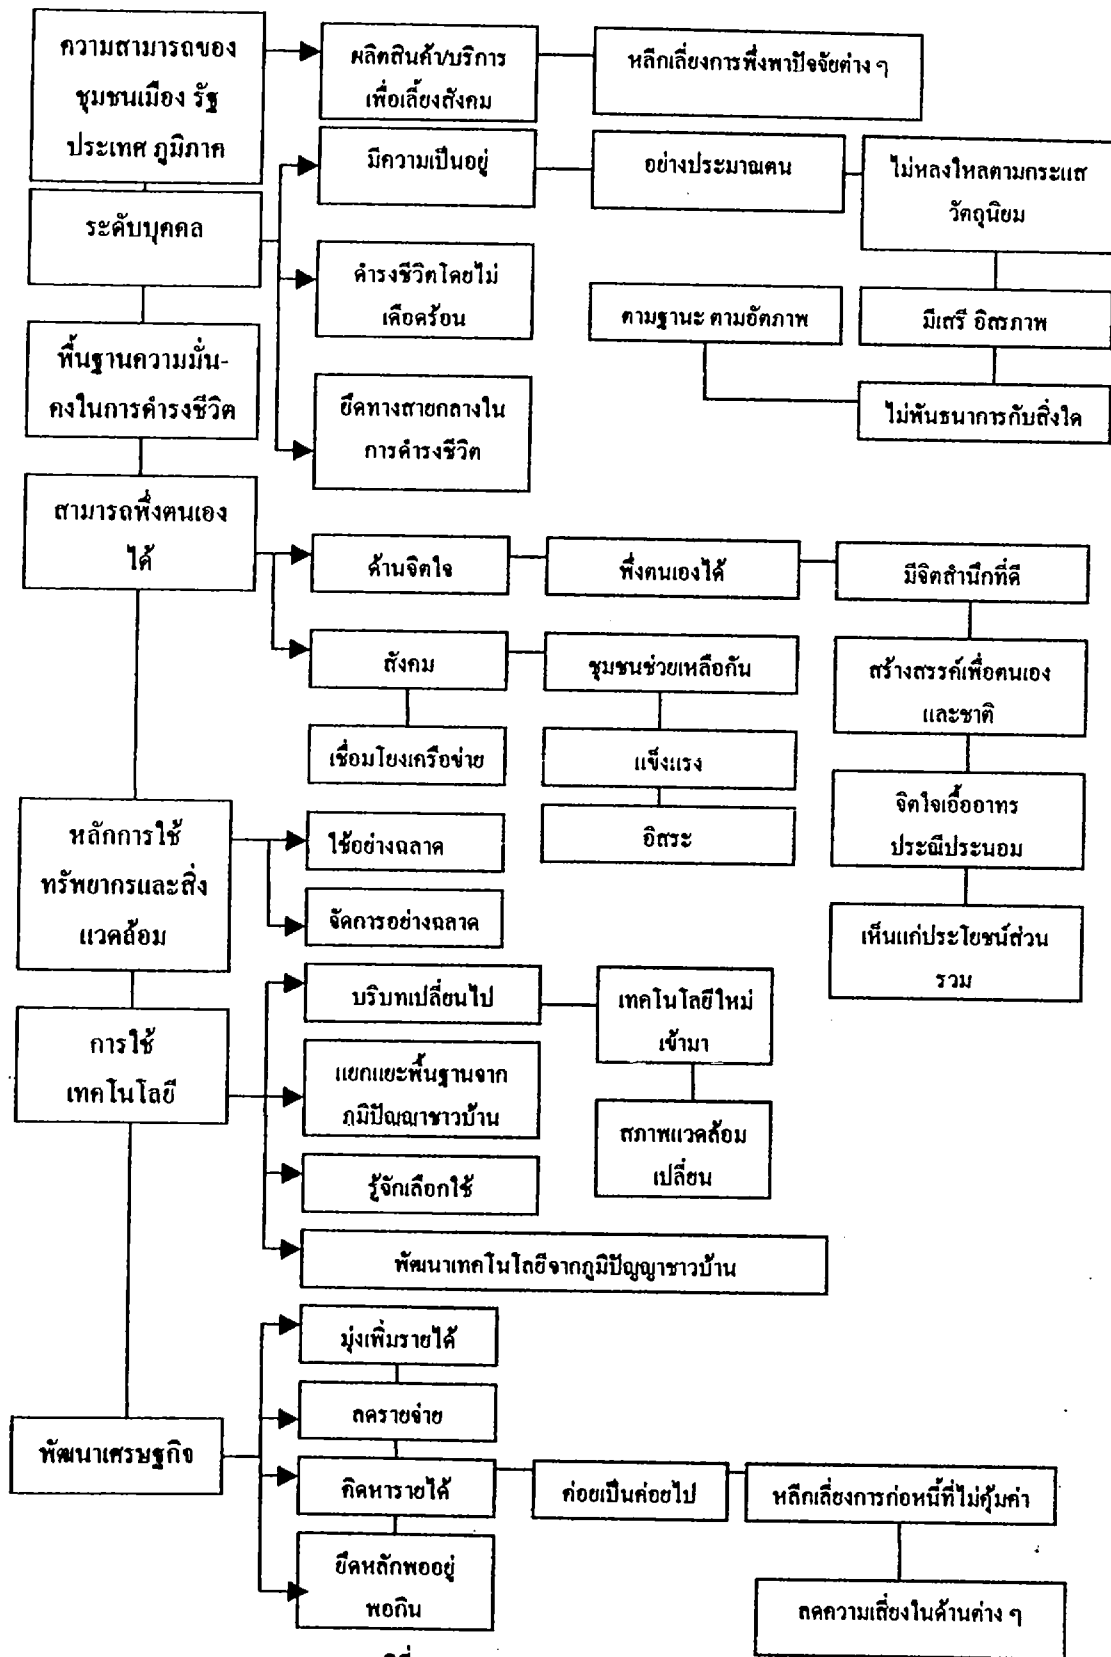 ความสามารถของ
ชุมชนเมือง รัฐ
ประเทศ ภูมิภาค
ผลิตสินค้า/บริการ
เพื่อเลี้ยงสังคม
หลีกเลี่ยงการพึ่งพาปัจจัยต่าง ๆ
ระดับบุคคล
มีความเป็นอยู่
อย่างประมาณตน
ไม่หลงใหลตามกระแส
วัตถุนิยม
ดำรงชีวิตโดยไม่
เดือดร้อน
ตามฐานะ ตามอัตภาพ
มีเสรี อิสรภาพ
ไม่พันธนาการกับสิ่งใด
ยึดทางสายกลางใน
การดำรงชีวิต
พื้นฐานความมั่น-
คงในการดำรงชีวิต
สามารถพึ่งตนเอง
ได้
ด้านจิตใจ
พึ่งตนเองได้
มีจิตสำนึกที่ดี
สร้างสรรค์เพื่อตนเอง
และชาติ
จิตใจเอื้ออาทร
ประณีประนอม
เห็นแก่ประโยชน์ส่วน
รวม
สังคม
ชุมชนช่วยเหลือกัน
เชื่อมโยงเครือข่าย
แข็งแรง
อิสระ
หลักการใช้
ทรัพยากรและสิ่ง
แวดล้อม
ใช้อย่างฉลาด
จัดการอย่างฉลาด
การใช้
เทคโนโลยี
บริบทเปลี่ยนไป
เทคโนโลยีใหม่
เข้ามา
สภาพแวดล้อม
เปลี่ยน
แยกแยะพื้นฐานจาก
ภูมิปัญญาชาวบ้าน
รู้จักเลือกใช้
พัฒนาเทคโนโลยีจากภูมิปัญญาชาวบ้าน
พัฒนาเศรษฐกิจ
มุ่งเพิ่มรายได้
ลดรายจ่าย
คิดหารายได้
ค่อยเป็นค่อยไป
หลีกเลี่ยงการก่อหนี้ที่ไม่คุ้มค่า
ยึดหลักพออยู่
พอกิน
ลดความเสี่ยงในด้านต่าง ๆ